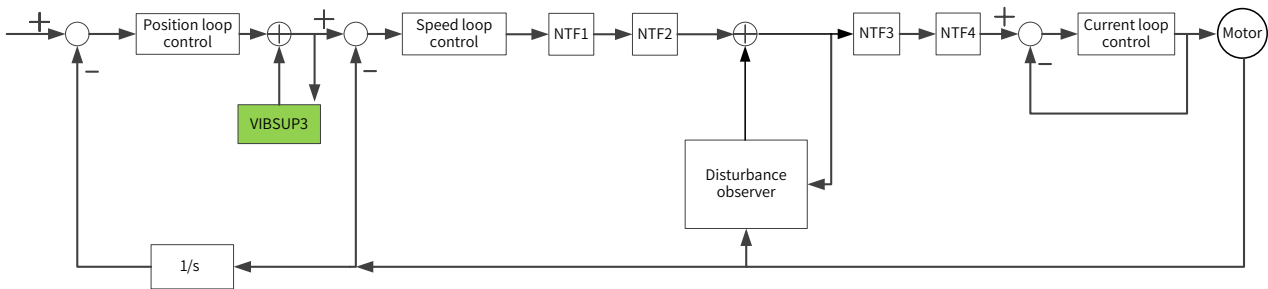 +
Position loop
control
+
Speed loop
control
NTF1
NTF2
NTF3
NTF4
+
Current loop
control
Motor
−
−
−
VIBSUP3
Disturbance
observer
1/s